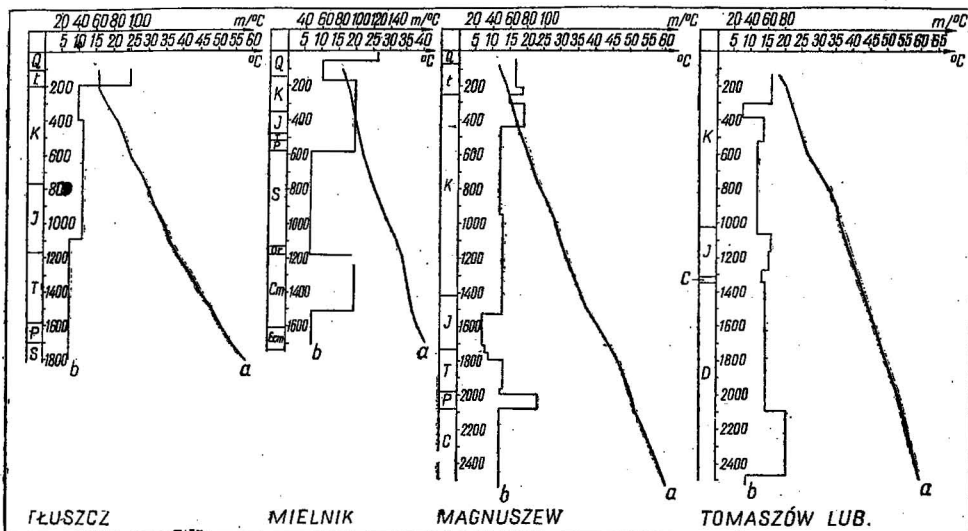 20 40 60 80 100 m/°C
5 10 15 20 25 30 35 40 45 50 55 60
°C
Q
t
K
J
T
P
S
200
400
600
800
1000
1200
1400
1600
1800
b
a
TŁUSZCZ
40 60 80 100 120 140 m/°C
5 10 15 20 25 30 35 40
°C
Q
K
J
T
P
S
Or
Cm
Ecm
200
400
600
800
1000
1200
1400
1600
b
a
MIELNIK
20 40 60 80 100 m/°C
5 10 15 20 25 30 35 40 45 50 55 60
°C
Q
t
K
J
T
P
C
200
400
600
800
1000
1200
1400
1600
1800
2000
2200
2400
b
a
MAGNUSZEW
20 40 60 80 m/°C
5 10 15 20 25 30 35 40 45 50 55 60 65
°C
K
J
C
D
200
400
600
800
1000
1200
1400
1600
1800
2000
2200
2400
b
a
TOMASZÓW LUB.